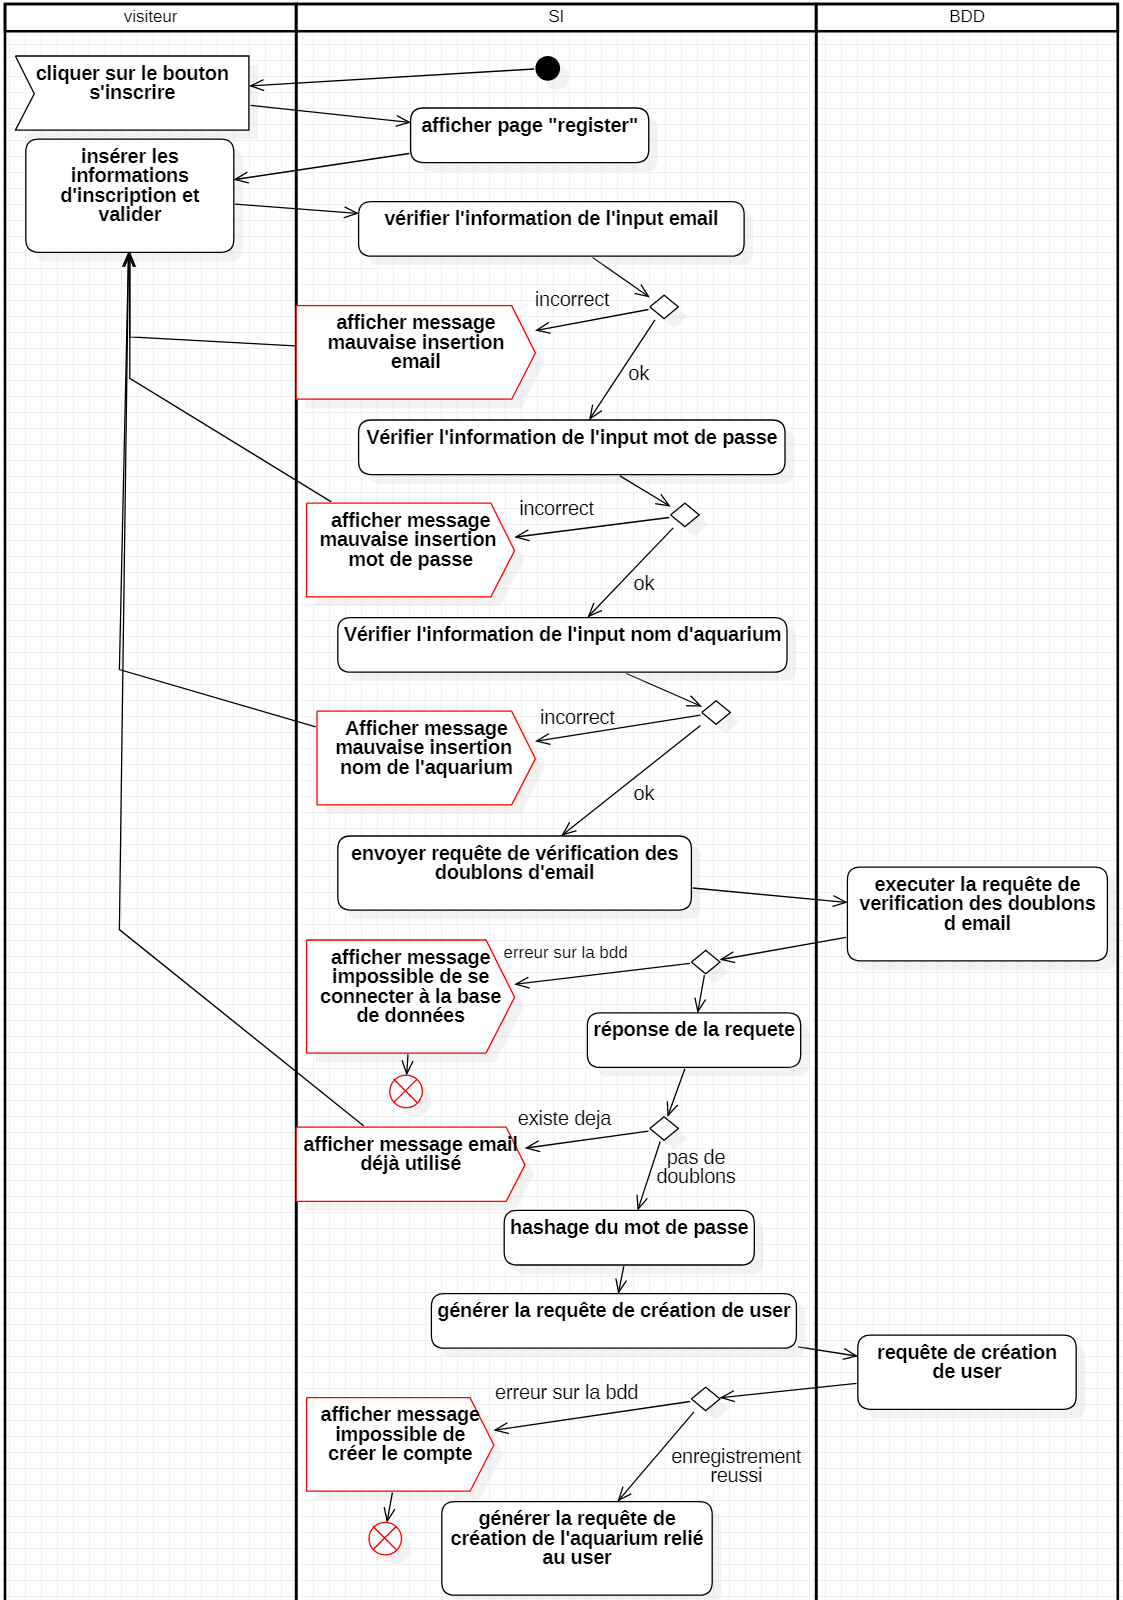 visiteur
SI
BDD
cliquer sur le bouton
s'inscrire
afficher page "register"
insérer les
informations
d'inscription et
valider
vérifier l'information de l'input email
incorrect
afficher message
mauvaise insertion
email
ok
Vérifier l'information de l'input mot de passe
incorrect
afficher message
mauvaise insertion
mot de passe
ok
Vérifier l'information de l'input nom d'aquarium
incorrect
Afficher message
mauvaise insertion
nom de l'aquarium
ok
envoyer requête de vérification des
doublons d'email
executer la requête de
verification des doublons
d email
erreur sur la bdd
afficher message
impossible de se
connecter à la base
de données
réponse de la requete
existe deja
afficher message email
déjà utilisé
pas de
doublons
hashage du mot de passe
générer la requête de création de user
requête de création
de user
erreur sur la bdd
afficher message
impossible de
créer le compte
enregistrement
reussi
générer la requête de
création de l'aquarium relié
au user